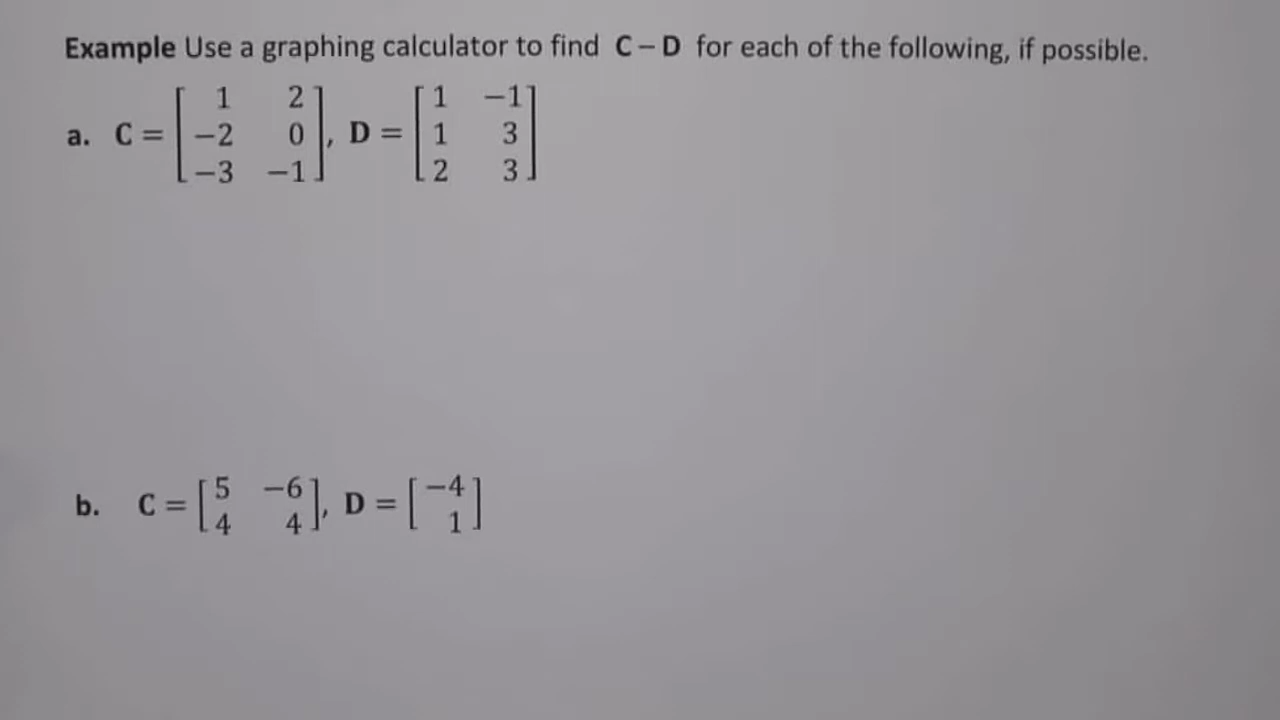 Example Use a graphing calculator to find C – D for each of the following, if possible.
a. C = [1 2; −2 0; −3 −1], D = [1 −1; 1 3; 2 3]
b. C = [5 −6; 4 4], D = [−4; 1]